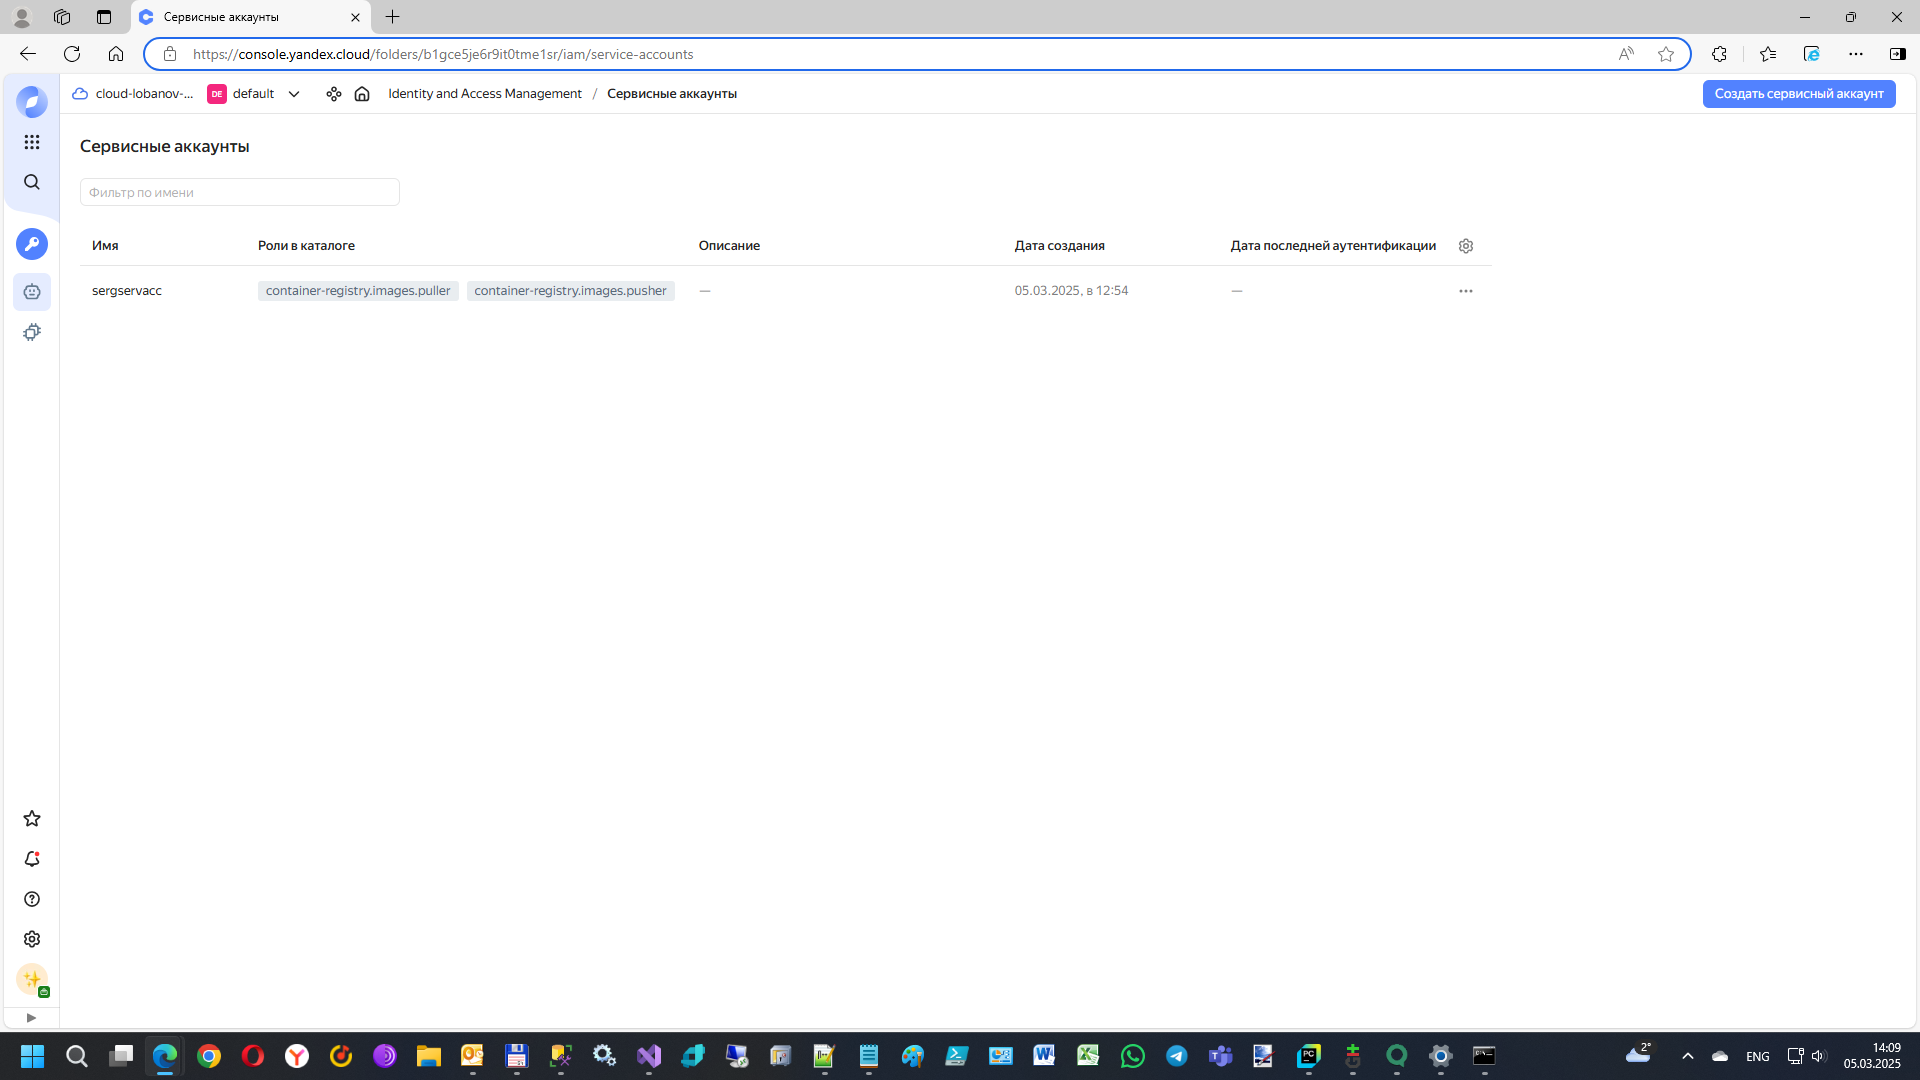 Сервисные аккаунты
https://console.yandex.cloud/folders/b1gce5je6r9it0tme1sr/iam/service-accounts
cloud-lobanov-...
DE
default
Identity and Access Management / Сервисные аккаунты
Создать сервисный аккаунт
Сервисные аккаунты
Фильтр по имени
Имя Роли в каталоге Описание Дата создания Дата последней аутентификации
sergservacc container-registry.images.puller container-registry.images.pusher — 05.03.2025, в 12:54 —
2°
ENG
14:09
05.03.2025